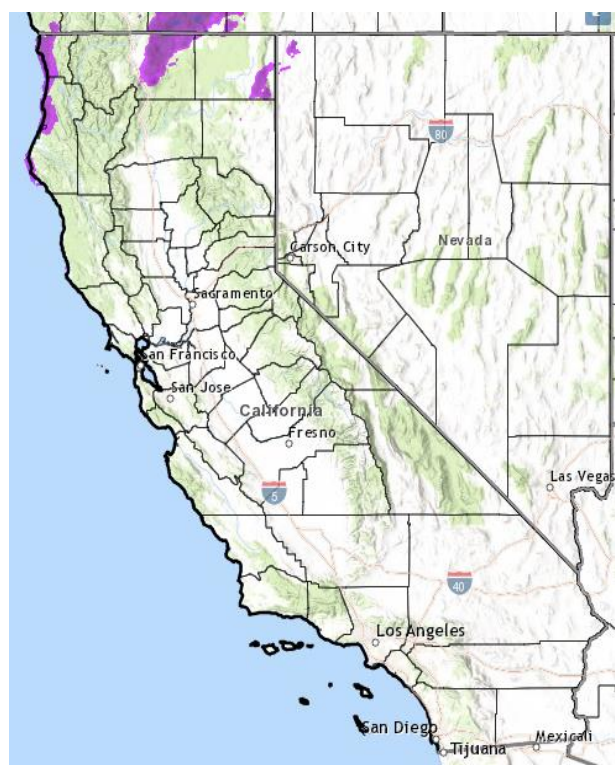 80
Carson City
Nevada
Sacramento
San Francisco
San Jose
California
Fresno
Las Vegas
5
40
Los Angeles
San Diego
Tijuana
Mexicali